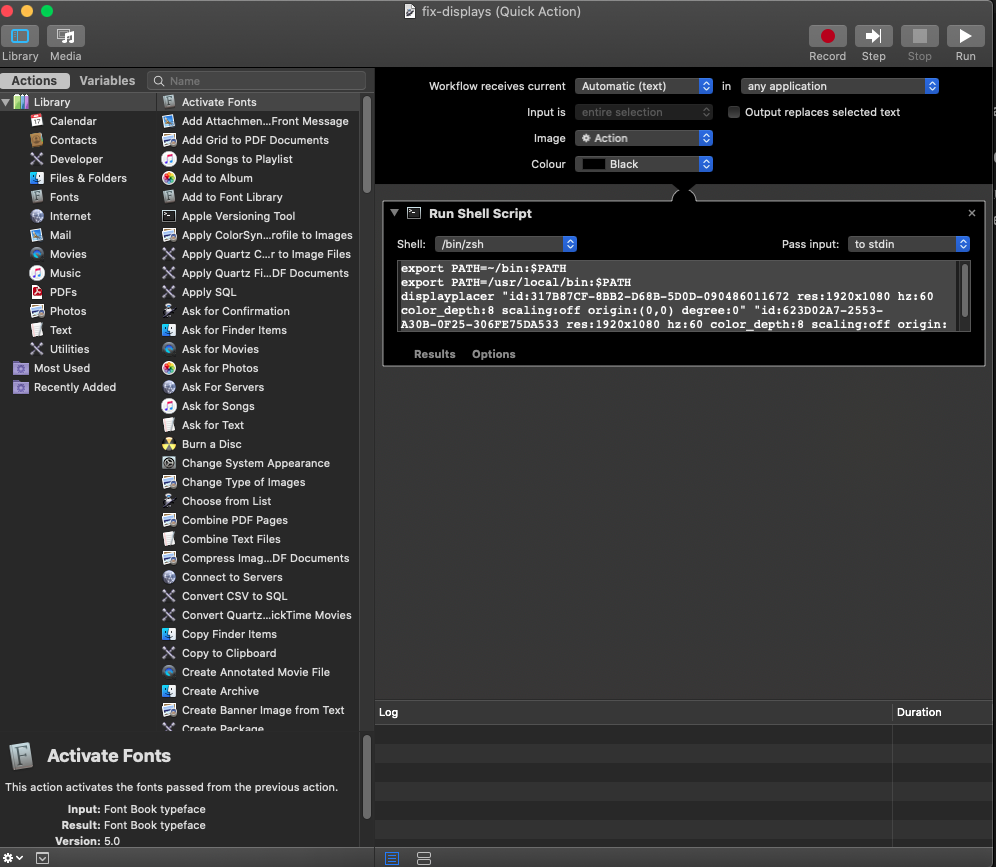 fix-displays (Quick Action)
Library
Media
Record
Step
Stop
Run
Actions
Variables
Name
Library
Calendar
Contacts
Developer
Files & Folders
Fonts
Internet
Mail
Movies
Music
PDFs
Photos
Text
Utilities
Most Used
Recently Added
Activate Fonts
Add Attachmen...Front Message
Add Grid to PDF Documents
Add Songs to Playlist
Add to Album
Add to Font Library
Apple Versioning Tool
Apply ColorSyn...rofile to Images
Apply Quartz C...r to Image Files
Apply Quartz Fi...DF Documents
Apply SQL
Ask for Confirmation
Ask for Finder Items
Ask for Movies
Ask for Photos
Ask For Servers
Ask for Songs
Ask for Text
Burn a Disc
Change System Appearance
Change Type of Images
Choose from List
Combine PDF Pages
Combine Text Files
Compress Imag...DF Documents
Connect to Servers
Convert CSV to SQL
Convert Quartz...ickTime Movies
Copy Finder Items
Copy to Clipboard
Create Annotated Movie File
Create Archive
Create Banner Image from Text
Create Package
Activate Fonts
This action activates the fonts passed from the previous action.
Input: Font Book typeface
Result: Font Book typeface
Version: 5.0
Workflow receives current Automatic (text) in any application
Input is entire selection Output replaces selected text
Image Action
Colour Black
Run Shell Script
Shell: /bin/zsh Pass input: to stdin
export PATH=~/bin:$PATH
export PATH=/usr/local/bin:$PATH
displayplacer "id:317B87CF-8BB2-D68B-5D0D-090486011672 res:1920x1080 hz:60
color_depth:8 scaling:off origin:(0,0) degree:0" "id:623D02A7-2553-
A30B-0F25-306FE75DA533 res:1920x1080 hz:60 color_depth:8 scaling:off origin:
Results Options
Log Duration